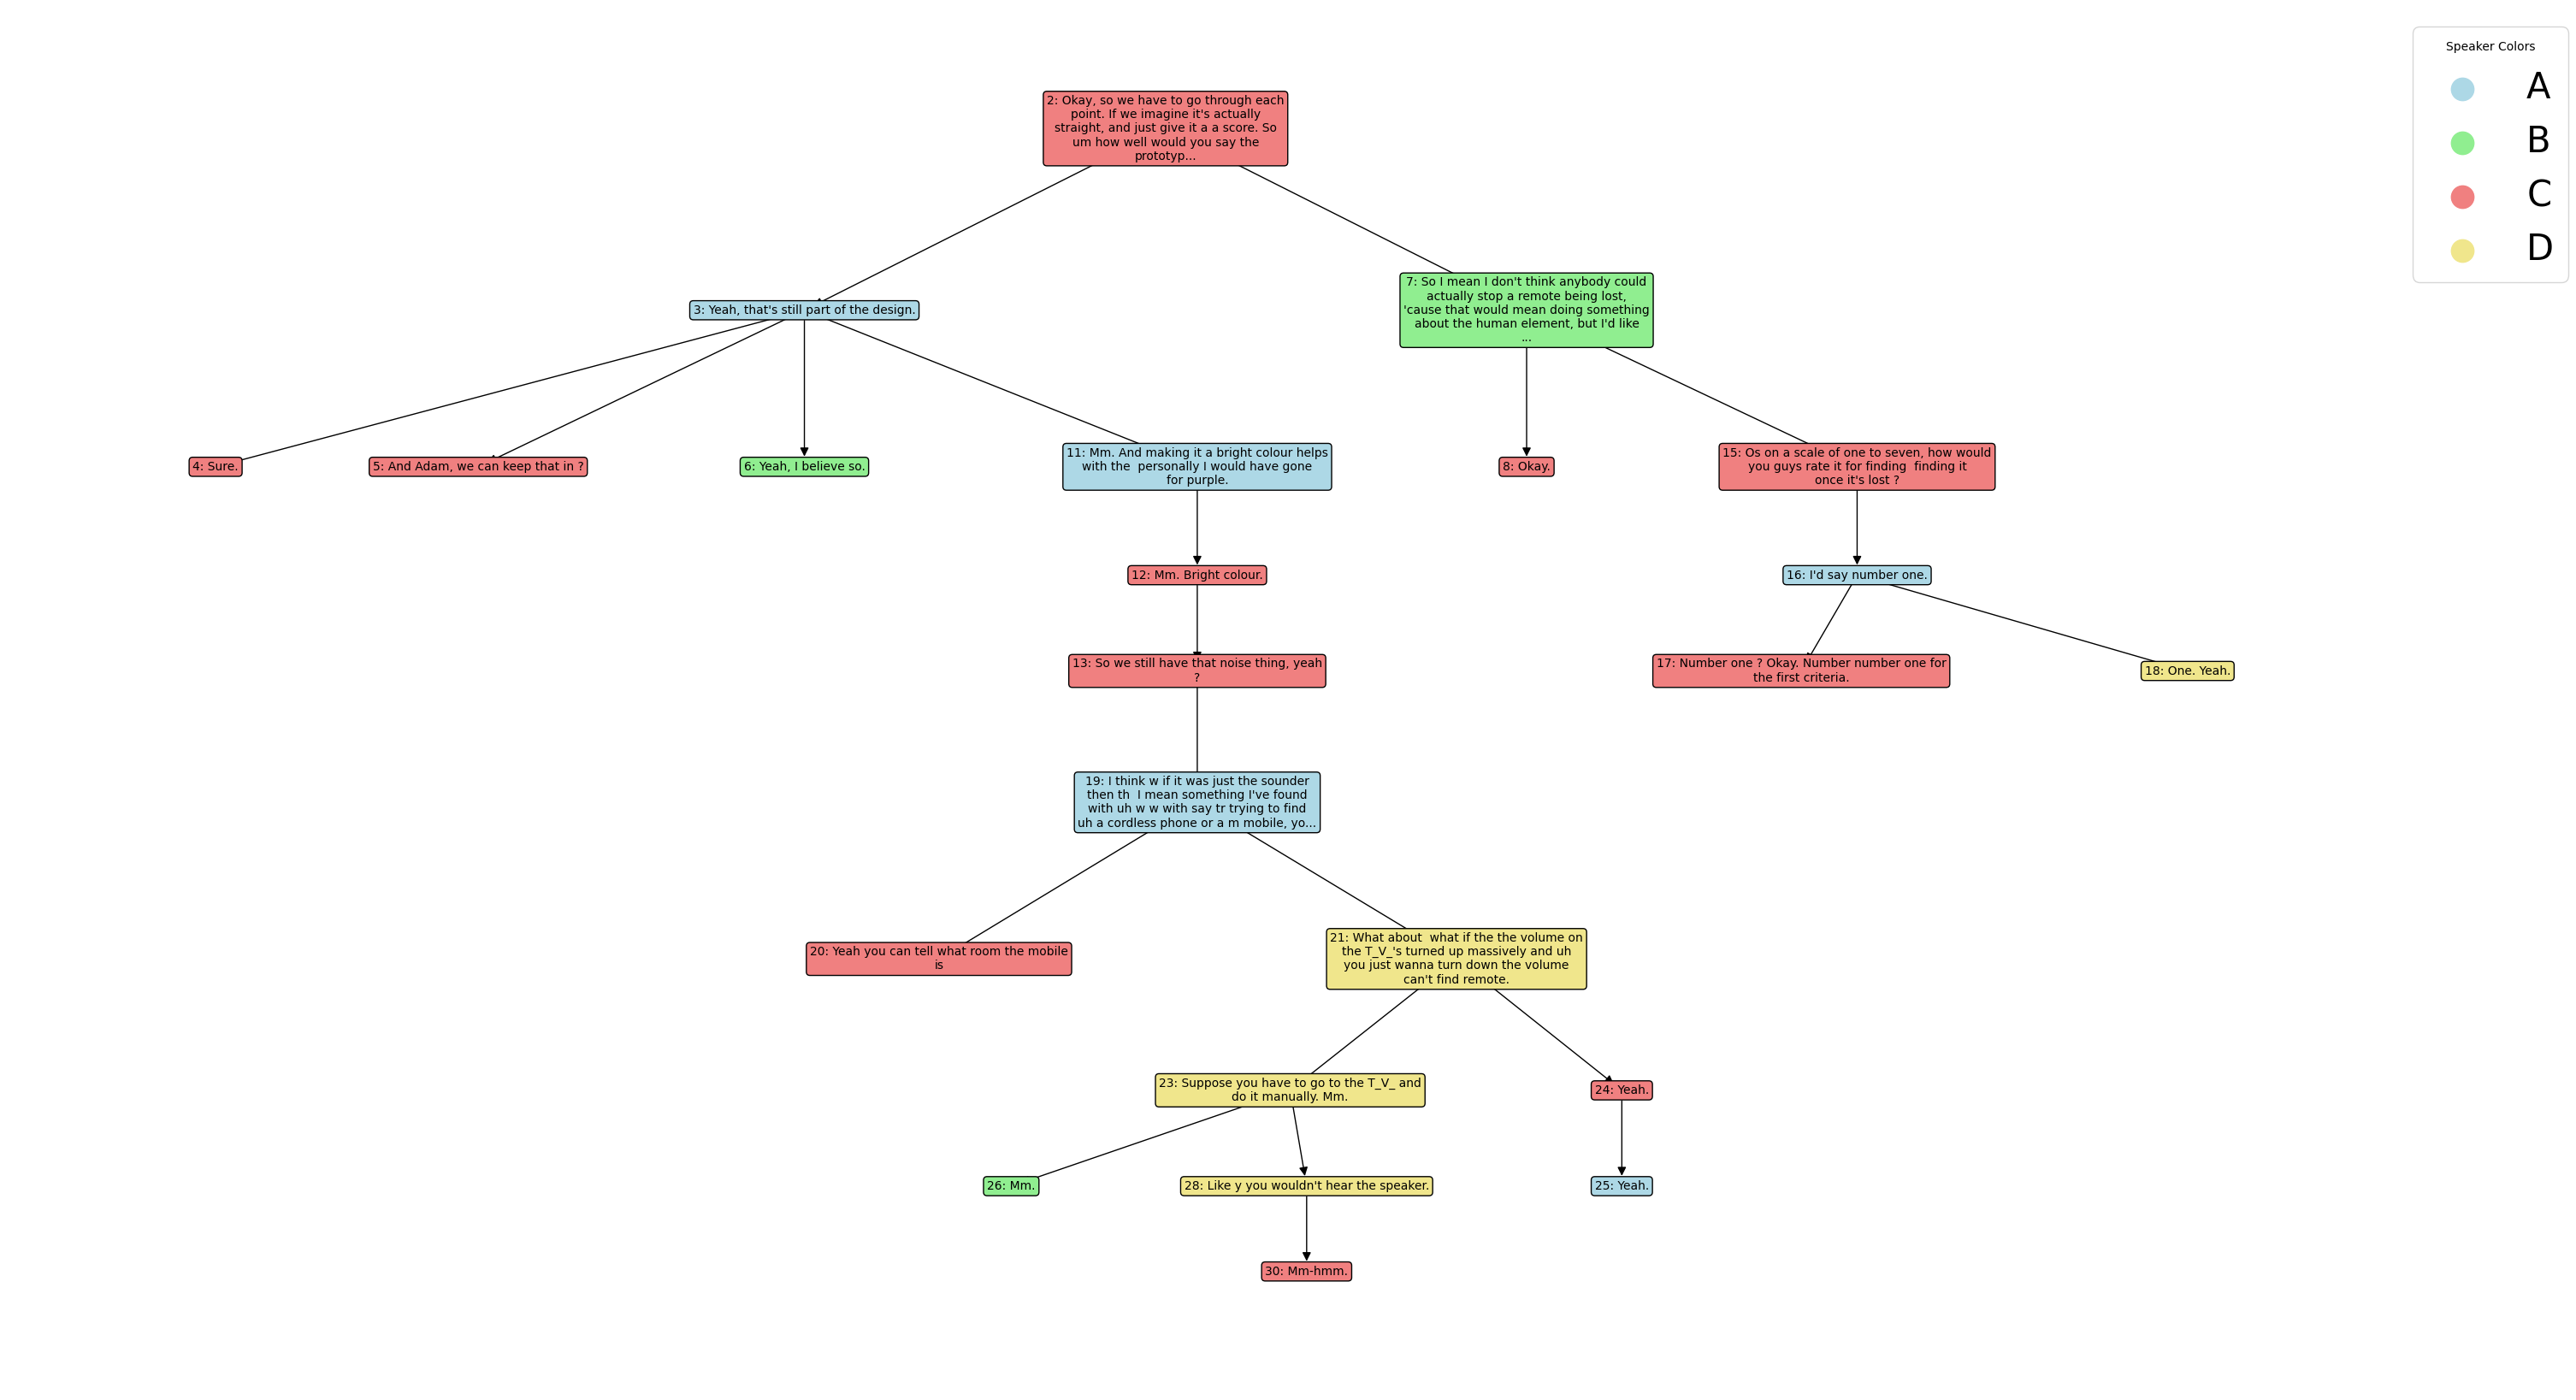 Speaker Colors
A
B
C
D
2: Okay, so we have to go through each
point. If we imagine it's actually
straight, and just give it a a score. So
um how well would you say the
prototyp...
3: Yeah, that's still part of the design.
7: So I mean I don't think anybody could
actually stop a remote being lost,
'cause that would mean doing something
about the human element, but I'd like
...
4: Sure.
5: And Adam, we can keep that in ?
6: Yeah, I believe so.
11: Mm. And making it a bright colour helps
with the  personally I would have gone
for purple.
8: Okay.
15: Os on a scale of one to seven, how would
you guys rate it for finding  finding it
once it's lost ?
12: Mm. Bright colour.
16: I'd say number one.
13: So we still have that noise thing, yeah
?
17: Number one ? Okay. Number number one for
the first criteria.
18: One. Yeah.
19: I think w if it was just the sounder
then th  I mean something I've found
with uh w w with say tr trying to find
uh a cordless phone or a m mobile, yo...
20: Yeah you can tell what room the mobile
is
21: What about  what if the the volume on
the T_V_'s turned up massively and uh
you just wanna turn down the volume
can't find remote.
23: Suppose you have to go to the T_V_ and
do it manually. Mm.
24: Yeah.
26: Mm.
28: Like y you wouldn't hear the speaker.
25: Yeah.
30: Mm-hmm.